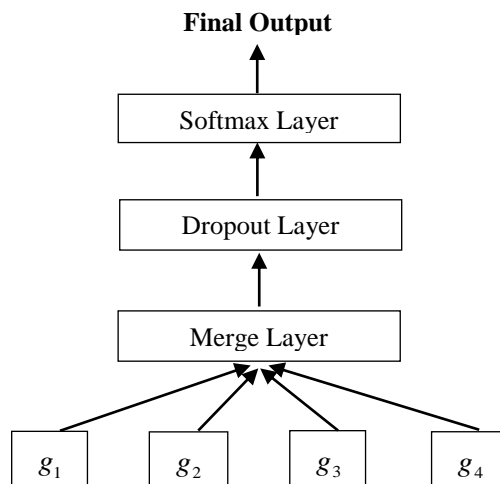 Final Output
Softmax Layer
Dropout Layer
Merge Layer
g₁ g₂ g₃ g₄